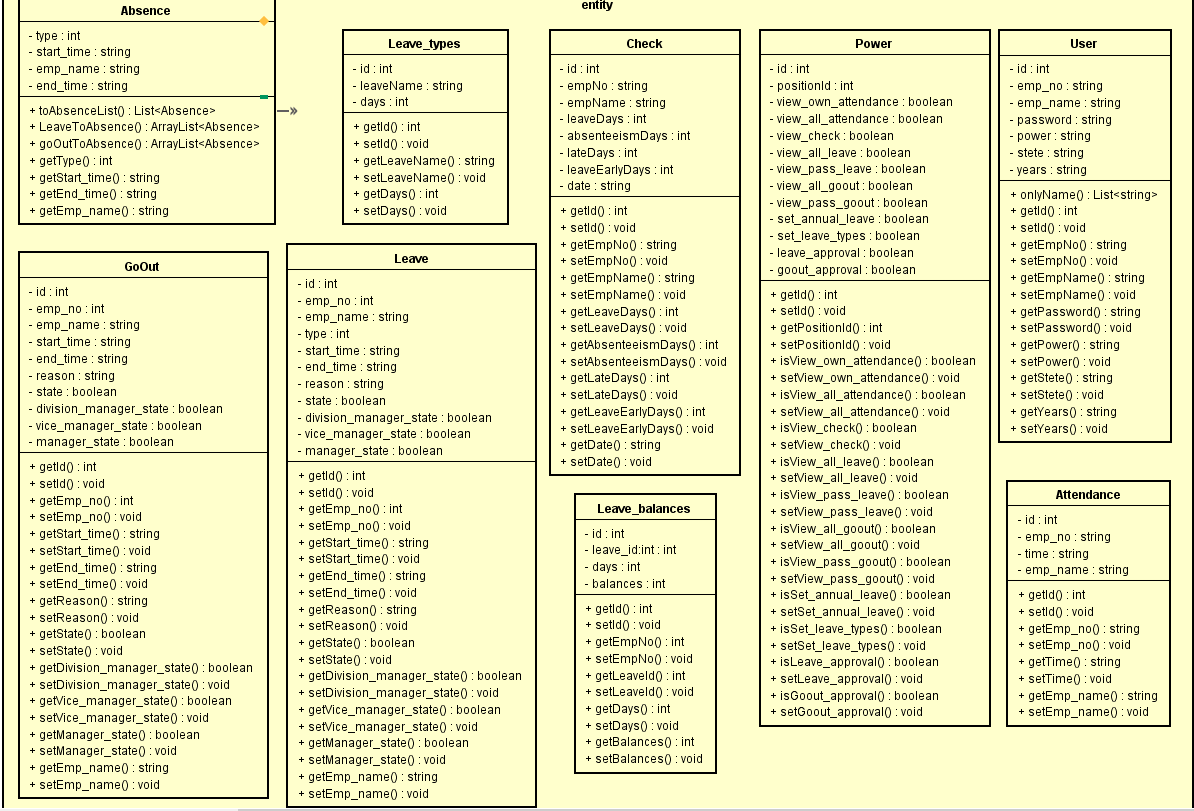 entity
Absence
- type : int
- start_time : string
- emp_name : string
- end_time : string
+ toAbsenceList() : List<Absence>
+ LeaveToAbsence() : ArrayList<Absence>
+ goOutToAbsence() : ArrayList<Absence>
+ getType() : int
+ getStart_time() : string
+ getEnd_time() : string
+ getEmp_name() : string
Leave_types
- id : int
- leaveName : string
- days : int
+ getId() : int
+ setId() : void
+ getLeaveName() : string
+ setLeaveName() : void
+ getDays() : int
+ setDays() : void
Check
- id : int
- empNo : string
- empName : string
- leaveDays : int
- absenteeismDays : int
- lateDays : int
- leaveEarlyDays : int
- date : string
+ getId() : int
+ setId() : void
+ getEmpNo() : string
+ setEmpNo() : void
+ getEmpName() : string
+ setEmpName() : void
+ getLeaveDays() : int
+ setLeaveDays() : void
+ getAbsenteeismDays() : int
+ setAbsenteeismDays() : void
+ getLateDays() : int
+ setLateDays() : void
+ getLeaveEarlyDays() : int
+ setLeaveEarlyDays() : void
+ getDate() : string
+ setDate() : void
Power
- id : int
- positionId : int
- view_own_attendance : boolean
- view_all_attendance : boolean
- view_check : boolean
- view_all_leave : boolean
- view_pass_leave : boolean
- view_all_goout : boolean
- view_pass_goout : boolean
- set_annual_leave : boolean
- set_leave_types : boolean
- leave_approval : boolean
- goout_approval : boolean
+ getId() : int
+ setId() : void
+ getPositionId() : int
+ setPositionId() : void
+ isView_own_attendance() : boolean
+ setView_own_attendance() : void
+ isView_all_attendance() : boolean
+ setView_all_attendance() : void
+ isView_check() : boolean
+ setView_check() : void
+ isView_all_leave() : boolean
+ setView_all_leave() : void
+ isView_pass_leave() : boolean
+ setView_pass_leave() : void
+ isView_all_goout() : boolean
+ setView_all_goout() : void
+ isView_pass_goout() : boolean
+ setView_pass_goout() : void
+ isSet_annual_leave() : boolean
+ setSet_annual_leave() : void
+ isSet_leave_types() : boolean
+ setSet_leave_types() : void
+ isLeave_approval() : boolean
+ setLeave_approval() : void
+ isGoout_approval() : boolean
+ setGoout_approval() : void
User
- id : int
- emp_no : string
- emp_name : string
- password : string
- power : string
- stete : string
- years : string
+ onlyName() : List<string>
+ getId() : int
+ setId() : void
+ getEmpNo() : string
+ setEmpNo() : void
+ getEmpName() : string
+ setEmpName() : void
+ getPassword() : string
+ setPassword() : void
+ getPower() : string
+ setPower() : void
+ getStete() : string
+ setStete() : void
+ getYears() : string
+ setYears() : void
GoOut
- id : int
- emp_no : int
- emp_name : string
- start_time : string
- end_time : string
- reason : string
- state : boolean
- division_manager_state : boolean
- vice_manager_state : boolean
- manager_state : boolean
+ getId() : int
+ setId() : void
+ getEmp_no() : int
+ setEmp_no() : void
+ getStart_time() : string
+ setStart_time() : void
+ getEnd_time() : string
+ setEnd_time() : void
+ getReason() : string
+ setReason() : void
+ getState() : boolean
+ setState() : void
+ getDivision_manager_state() : boolean
+ setDivision_manager_state() : void
+ getVice_manager_state() : boolean
+ setVice_manager_state() : void
+ getManager_state() : boolean
+ setManager_state() : void
+ getEmp_name() : string
+ setEmp_name() : void
Leave
- id : int
- emp_no : int
- emp_name : string
- type : int
- start_time : string
- end_time : string
- reason : string
- state : boolean
- division_manager_state : boolean
- vice_manager_state : boolean
- manager_state : boolean
+ getId() : int
+ setId() : void
+ getEmp_no() : int
+ setEmp_no() : void
+ getStart_time() : string
+ setStart_time() : void
+ getEnd_time() : string
+ setEnd_time() : void
+ getReason() : string
+ setReason() : void
+ getState() : boolean
+ setState() : void
+ getDivision_manager_state() : boolean
+ setDivision_manager_state() : void
+ getVice_manager_state() : boolean
+ setVice_manager_state() : void
+ getManager_state() : boolean
+ setManager_state() : void
+ getEmp_name() : string
+ setEmp_name() : void
Leave_balances
- id : int
- leave_id:int : int
- days : int
- balances : int
+ getId() : int
+ setId() : void
+ getEmpNo() : int
+ setEmpNo() : void
+ getLeaveId() : int
+ setLeaveId() : void
+ getDays() : int
+ setDays() : void
+ getBalances() : int
+ setBalances() : void
Attendance
- id : int
- emp_no : string
- time : string
- emp_name : string
+ getId() : int
+ setId() : void
+ getEmp_no() : string
+ setEmp_no() : void
+ getTime() : string
+ setTime() : void
+ getEmp_name() : string
+ setEmp_name() : void